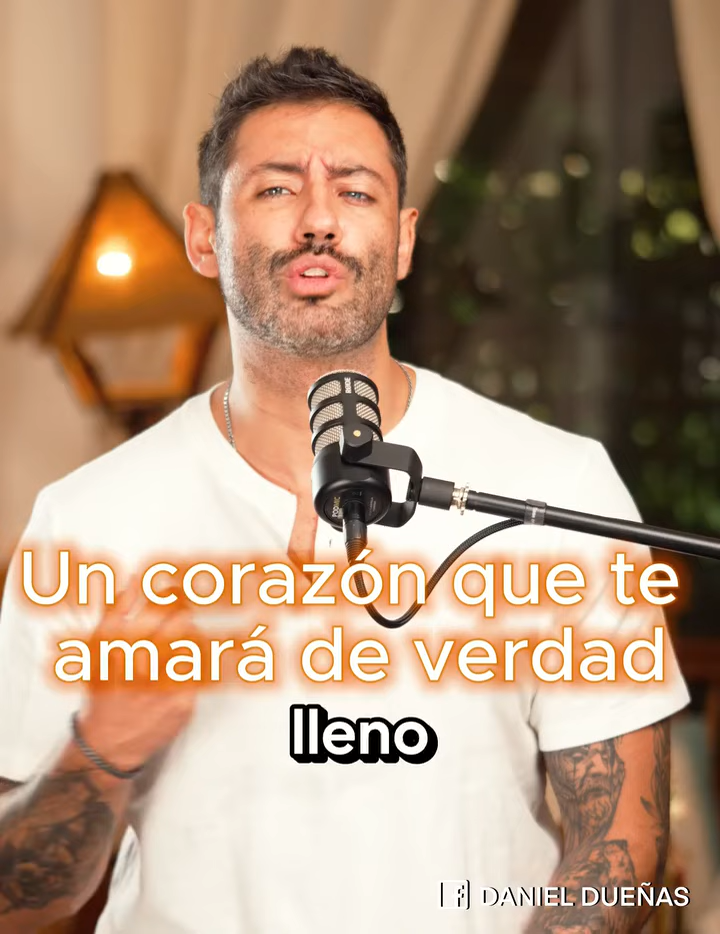 Un corazón que te
amará de verdad
lleno
DANIEL DUEÑAS